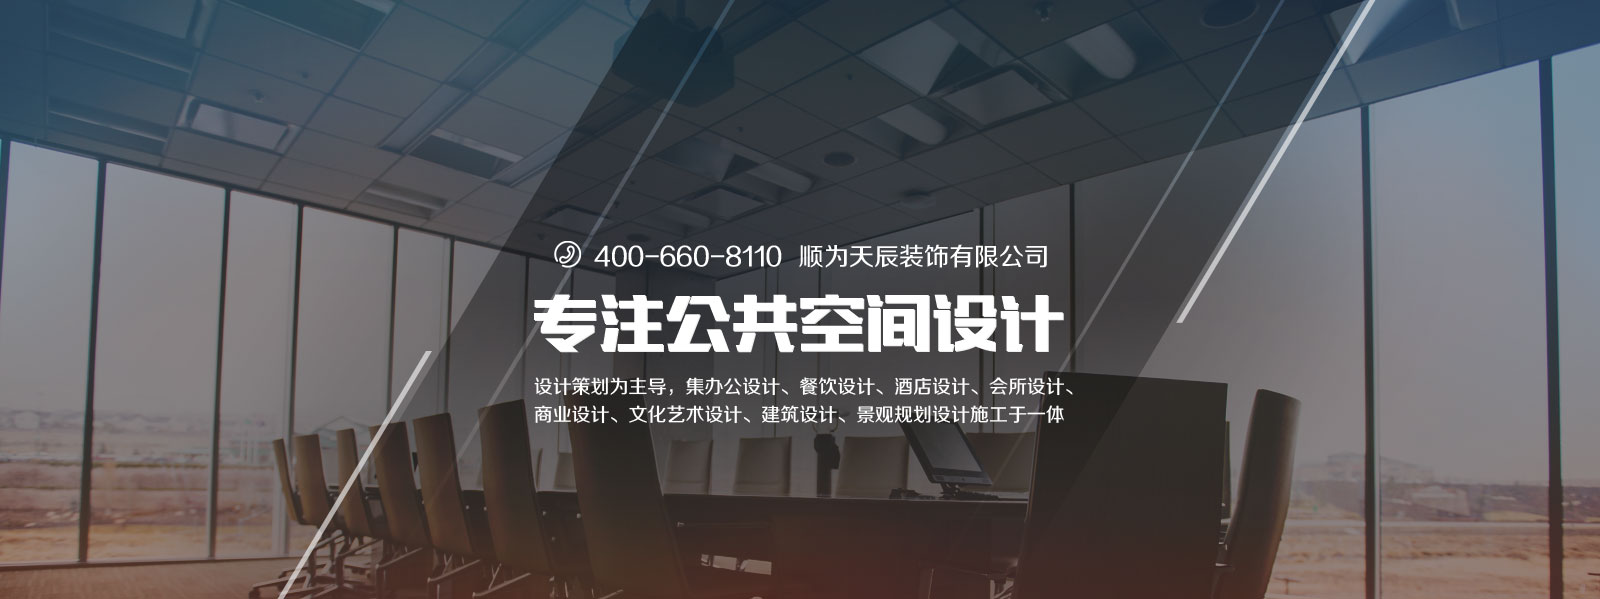 400-660-8110 顺为天辰装饰有限公司
专注公共空间设计
设计策划为主导，集办公设计、餐饮设计、酒店设计、会所设计、
商业设计、文化艺术设计、建筑设计、景观规划设计施工于一体